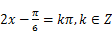 2x − π/6 = kπ, k ∈ Z